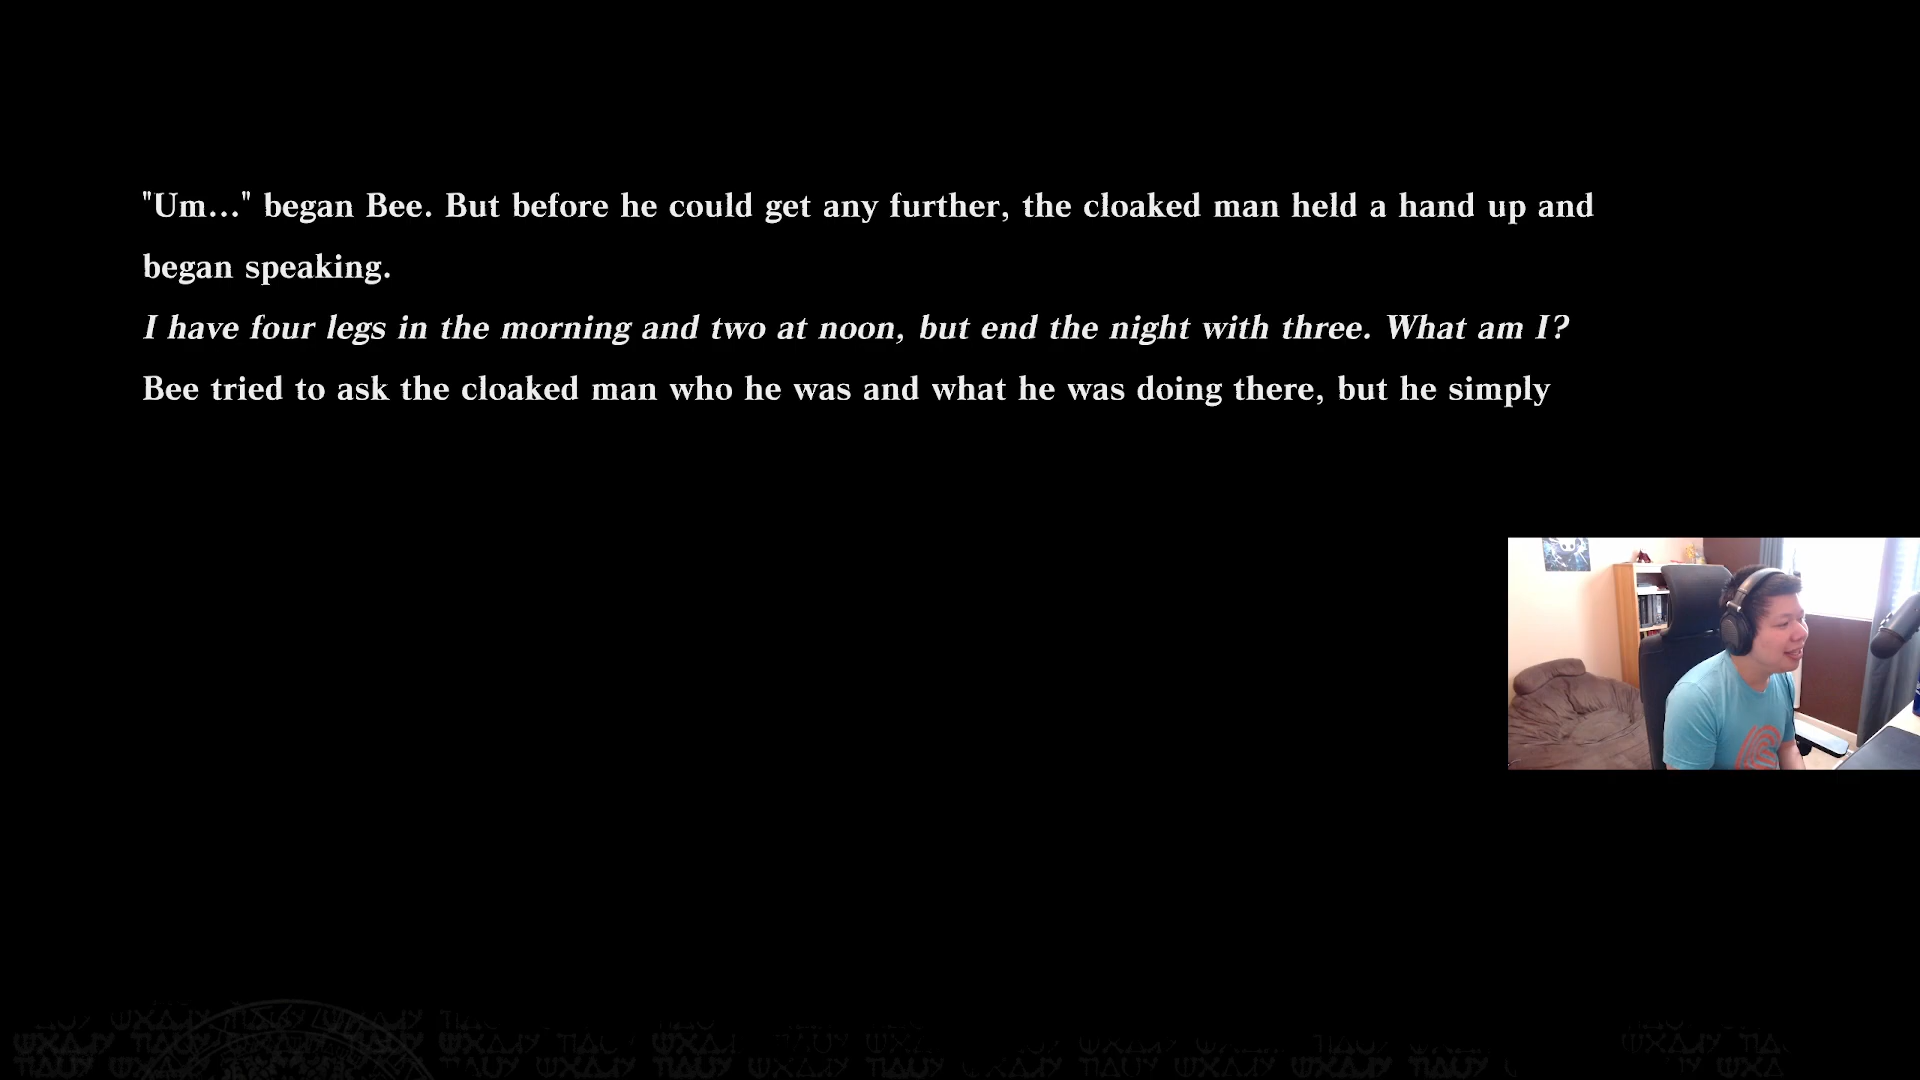 "Um..." began Bee. But before he could get any further, the cloaked man held a hand up and
began speaking.
I have four legs in the morning and two at noon, but end the night with three. What am I?
Bee tried to ask the cloaked man who he was and what he was doing there, but he simply